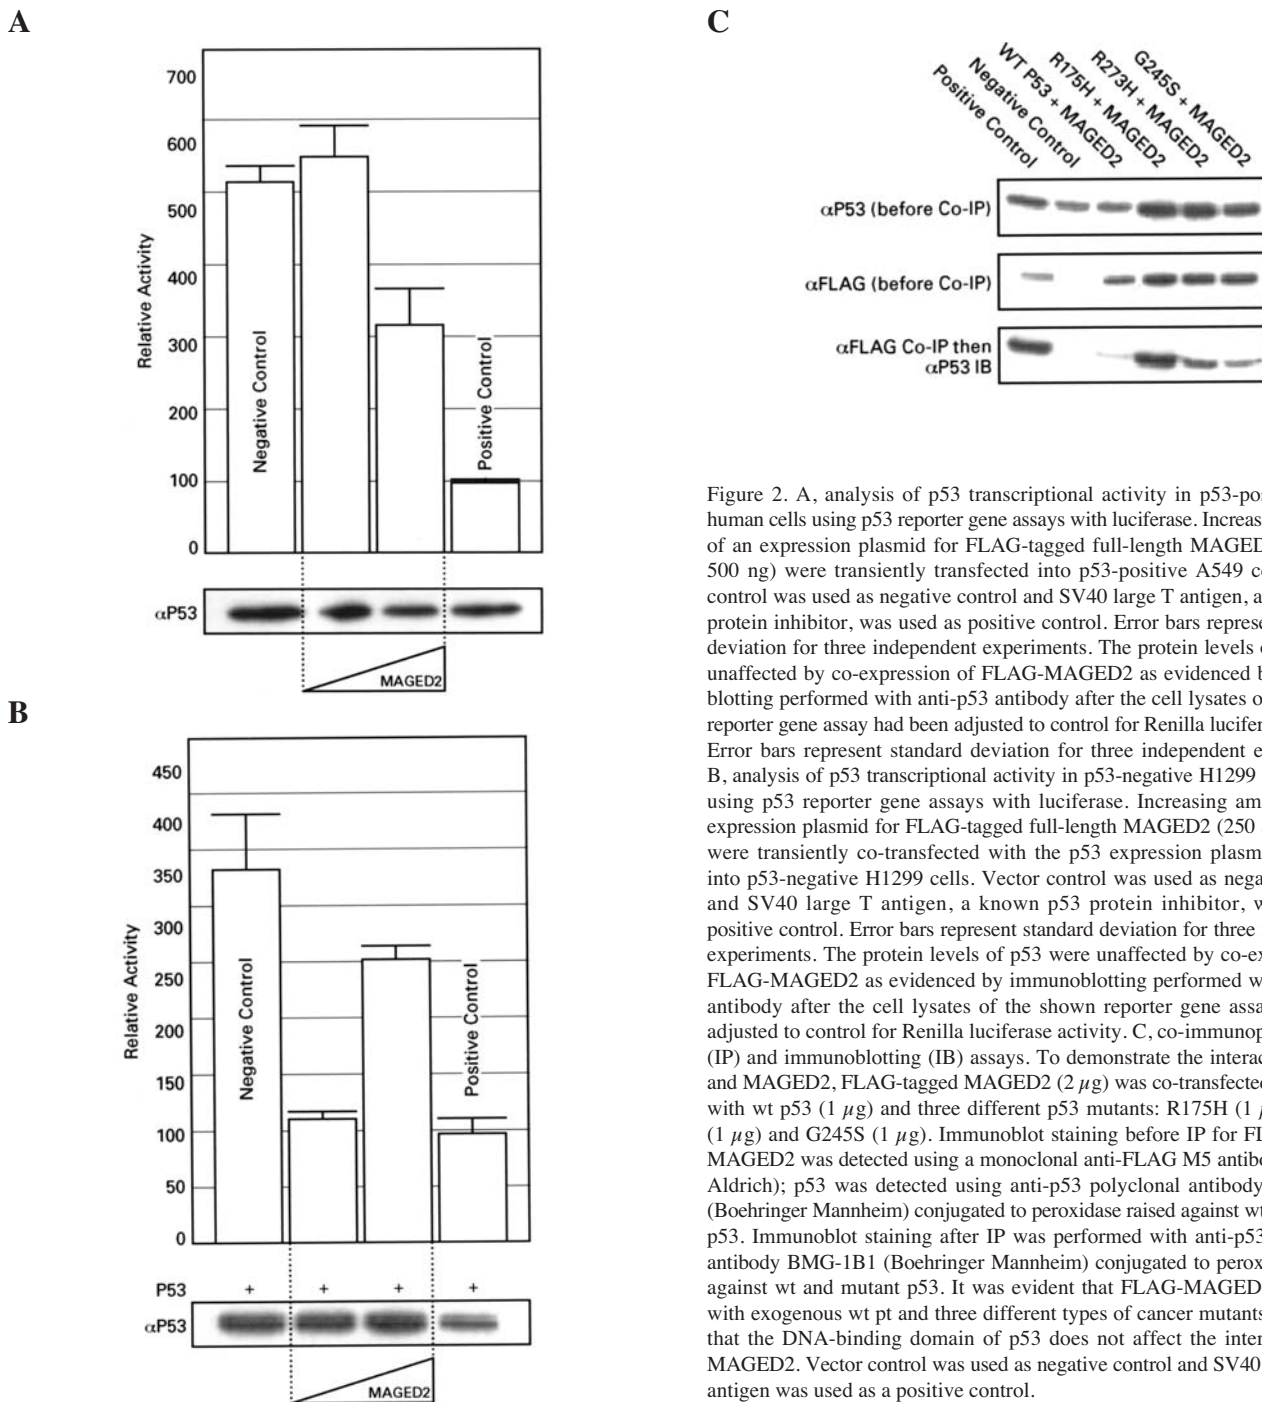 A
700
600
500
400
300
200
100
0
Relative Activity
Negative Control
Positive Control
αP53
MAGED2
B
450
400
350
300
250
200
150
100
50
0
Relative Activity
Negative Control
Positive Control
P53 + + + +
αP53
MAGED2
C
Positive Control
Negative Control
WT P53 + MAGED2
R175H + MAGED2
R273H + MAGED2
G245S + MAGED2
αP53 (before Co-IP)
αFLAG (before Co-IP)
αFLAG Co-IP then
αP53 IB
Figure 2. A, analysis of p53 transcriptional activity in p53-pos
human cells using p53 reporter gene assays with luciferase. Increas
of an expression plasmid for FLAG-tagged full-length MAGED
500 ng) were transiently transfected into p53-positive A549 c
control was used as negative control and SV40 large T antigen, a
protein inhibitor, was used as positive control. Error bars repres
deviation for three independent experiments. The protein levels
unaffected by co-expression of FLAG-MAGED2 as evidenced b
blotting performed with anti-p53 antibody after the cell lysates o
reporter gene assay had been adjusted to control for Renilla lucifer
Error bars represent standard deviation for three independent e
B, analysis of p53 transcriptional activity in p53-negative H1299
using p53 reporter gene assays with luciferase. Increasing am
expression plasmid for FLAG-tagged full-length MAGED2 (250
were transiently co-transfected with the p53 expression plasm
into p53-negative H1299 cells. Vector control was used as nega
and SV40 large T antigen, a known p53 protein inhibitor, w
positive control. Error bars represent standard deviation for three
experiments. The protein levels of p53 were unaffected by co-ex
FLAG-MAGED2 as evidenced by immunoblotting performed w
antibody after the cell lysates of the shown reporter gene assa
adjusted to control for Renilla luciferase activity. C, co-immunop
(IP) and immunoblotting (IB) assays. To demonstrate the interac
and MAGED2, FLAG-tagged MAGED2 (2 μg) was co-transfected
with wt p53 (1 μg) and three different p53 mutants: R175H (1 μ
(1 μg) and G245S (1 μg). Immunoblot staining before IP for FL
MAGED2 was detected using a monoclonal anti-FLAG M5 antibo
Aldrich); p53 was detected using anti-p53 polyclonal antibody
(Boehringer Mannheim) conjugated to peroxidase raised against wt
p53. Immunoblot staining after IP was performed with anti-p53
antibody BMG-1B1 (Boehringer Mannheim) conjugated to perox
against wt and mutant p53. It was evident that FLAG-MAGED
with exogenous wt pt and three different types of cancer mutants
that the DNA-binding domain of p53 does not affect the inter
MAGED2. Vector control was used as negative control and SV40
antigen was used as a positive control.